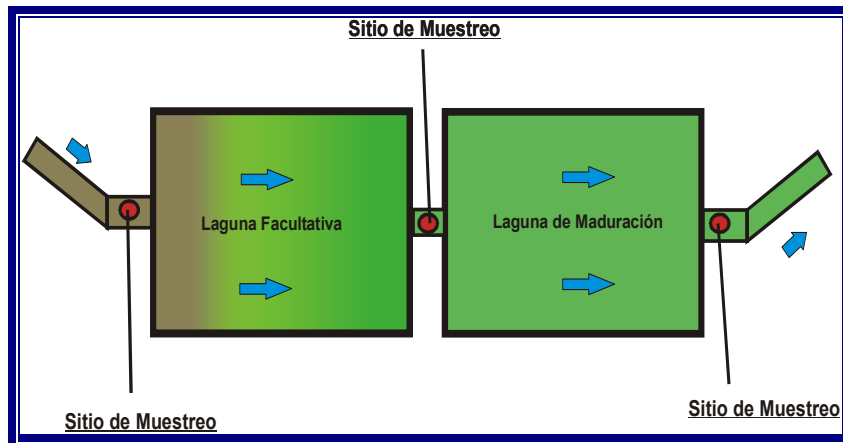 Sitio de Muestreo
Laguna Facultativa
Laguna de Maduración
Sitio de Muestreo
Sitio de Muestreo